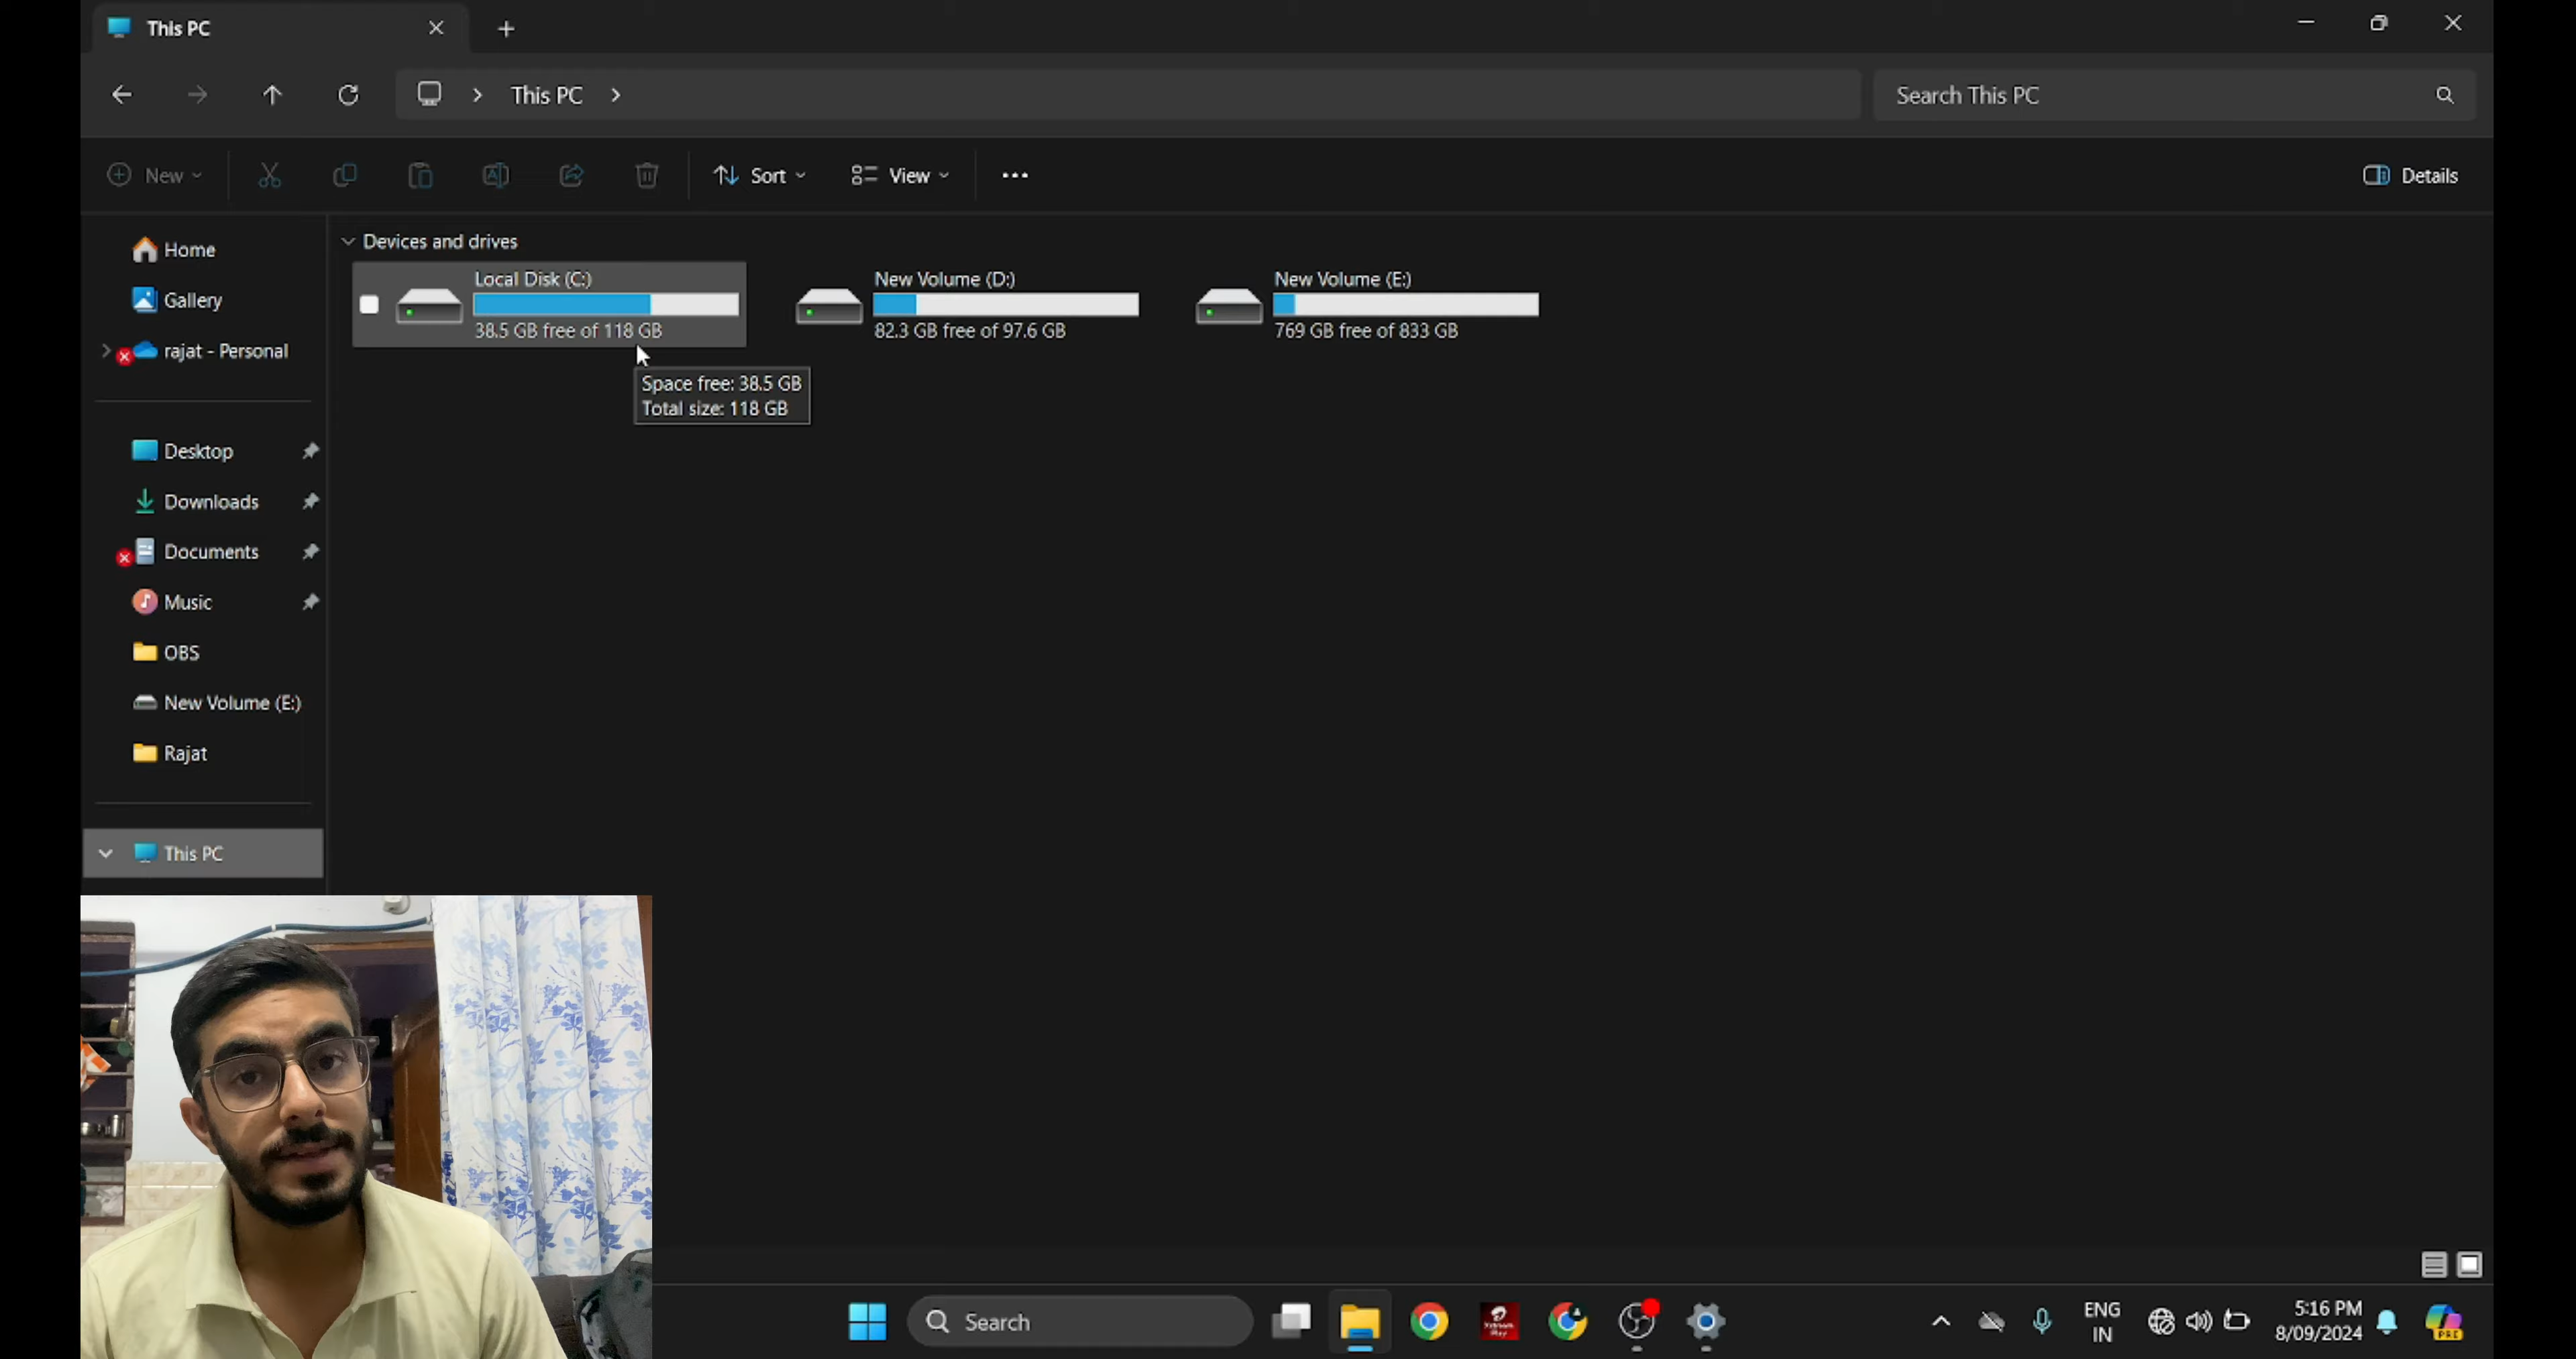 This PC
This PC
Search This PC
New
Sort
View
Details
Home
Gallery
rajat - Personal
Desktop
Downloads
Documents
Music
OBS
New Volume (E:)
Rajat
This PC
Devices and drives
Local Disk (C:)
38.5 GB free of 118 GB
New Volume (D:)
82.3 GB free of 97.6 GB
New Volume (E:)
769 GB free of 833 GB
Space free: 38.5 GB
Total size: 118 GB
Search
ENG
IN
5:16 PM
8/09/2024
PRE